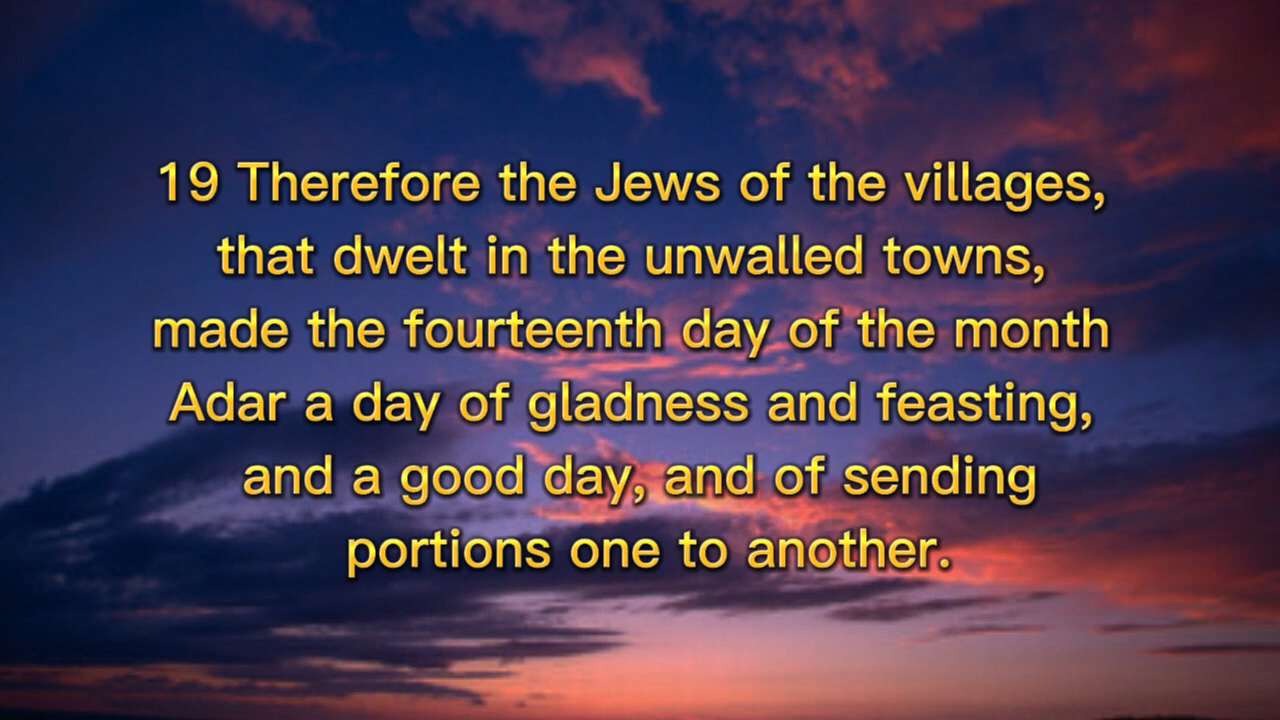 19 Therefore the Jews of the villages,
that dwelt in the unwalled towns,
made the fourteenth day of the month
Adar a day of gladness and feasting,
and a good day, and of sending
portions one to another.